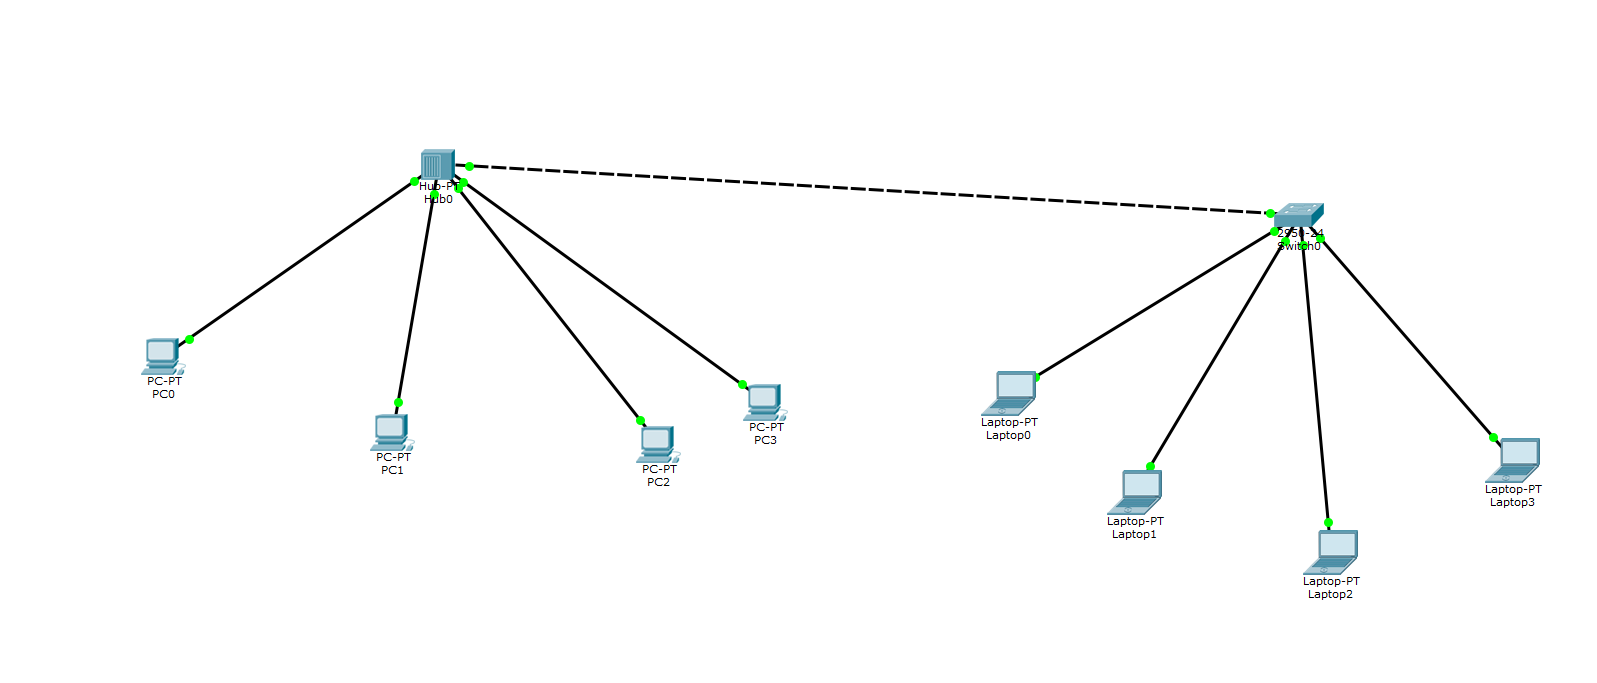 Hub-PT
Hub0
2950-24
Switch0
PC-PT
PC0
PC-PT
PC1
PC-PT
PC2
PC-PT
PC3
Laptop-PT
Laptop0
Laptop-PT
Laptop1
Laptop-PT
Laptop2
Laptop-PT
Laptop3